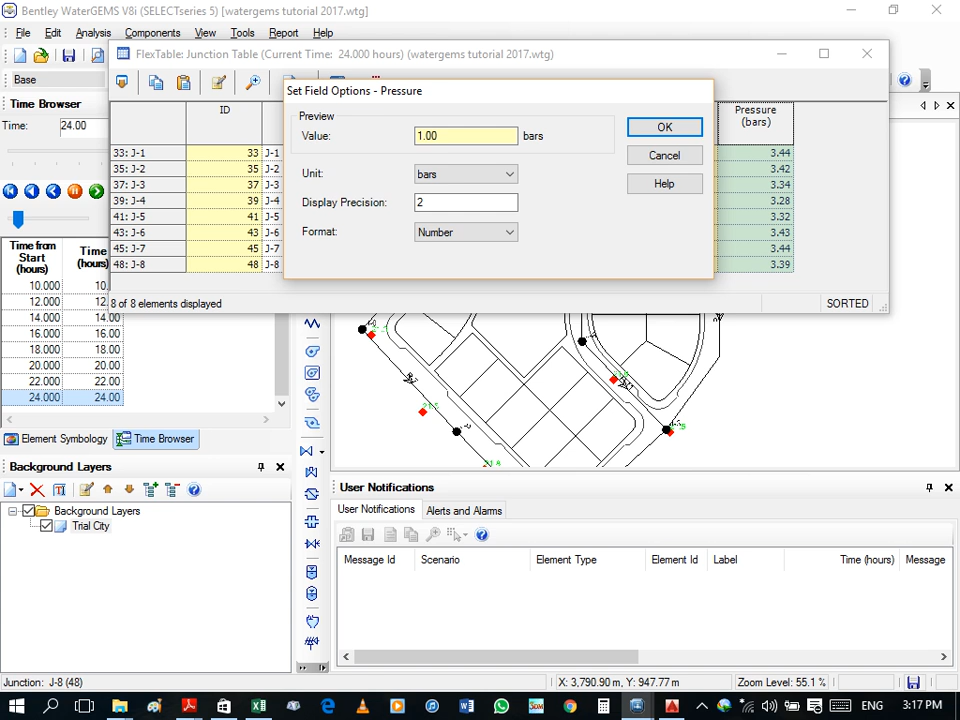 Bentley WaterGEMS V8i (SELECTseries 5) [watergems tutorial 2017.wtg]
File Edit Analysis Components View Tools Report Help
FlexTable: Junction Table (Current Time: 24.000 hours) (watergems tutorial 2017.wtg)
Base
Time Browser
Time: 24.00
Set Field Options - Pressure
Preview
Value: 1.00 bars
Unit: bars
Display Precision: 2
Format: Number
OK
Cancel
Help
ID
Pressure
(bars)
33: J-1 33 J-1 3.44
35: J-2 35 J-2 3.42
37: J-3 37 J-3 3.34
39: J-4 39 J-4 3.28
41: J-5 41 J-5 3.32
43: J-6 43 J-6 3.43
45: J-7 45 J-7 3.44
48: J-8 48 J-8 3.39
8 of 8 elements displayed
SORTED
Time from
Start
(hours)
Time
(hours)
10.000 10.
12.000 12.
14.000 14.00
16.000 16.00
18.000 18.00
20.000 20.00
22.000 22.00
24.000 24.00
Element Symbology Time Browser
Background Layers
Background Layers
Trial City
21.8
User Notifications
User Notifications Alerts and Alarms
Message Id Scenario Element Type Element Id Label Time (hours) Message
Junction: J-8 (48)
X: 3,790.90 m, Y: 947.77 m
Zoom Level: 55.1 %
ENG
3:17 PM